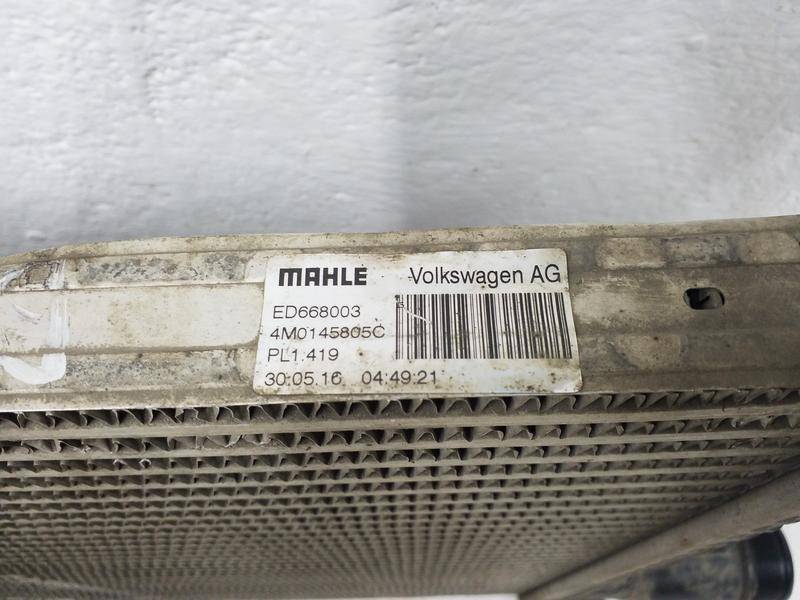 MAHLE Volkswagen AG
ED668003
4M0145805C
PL1.419
30.05.16 04:49:21